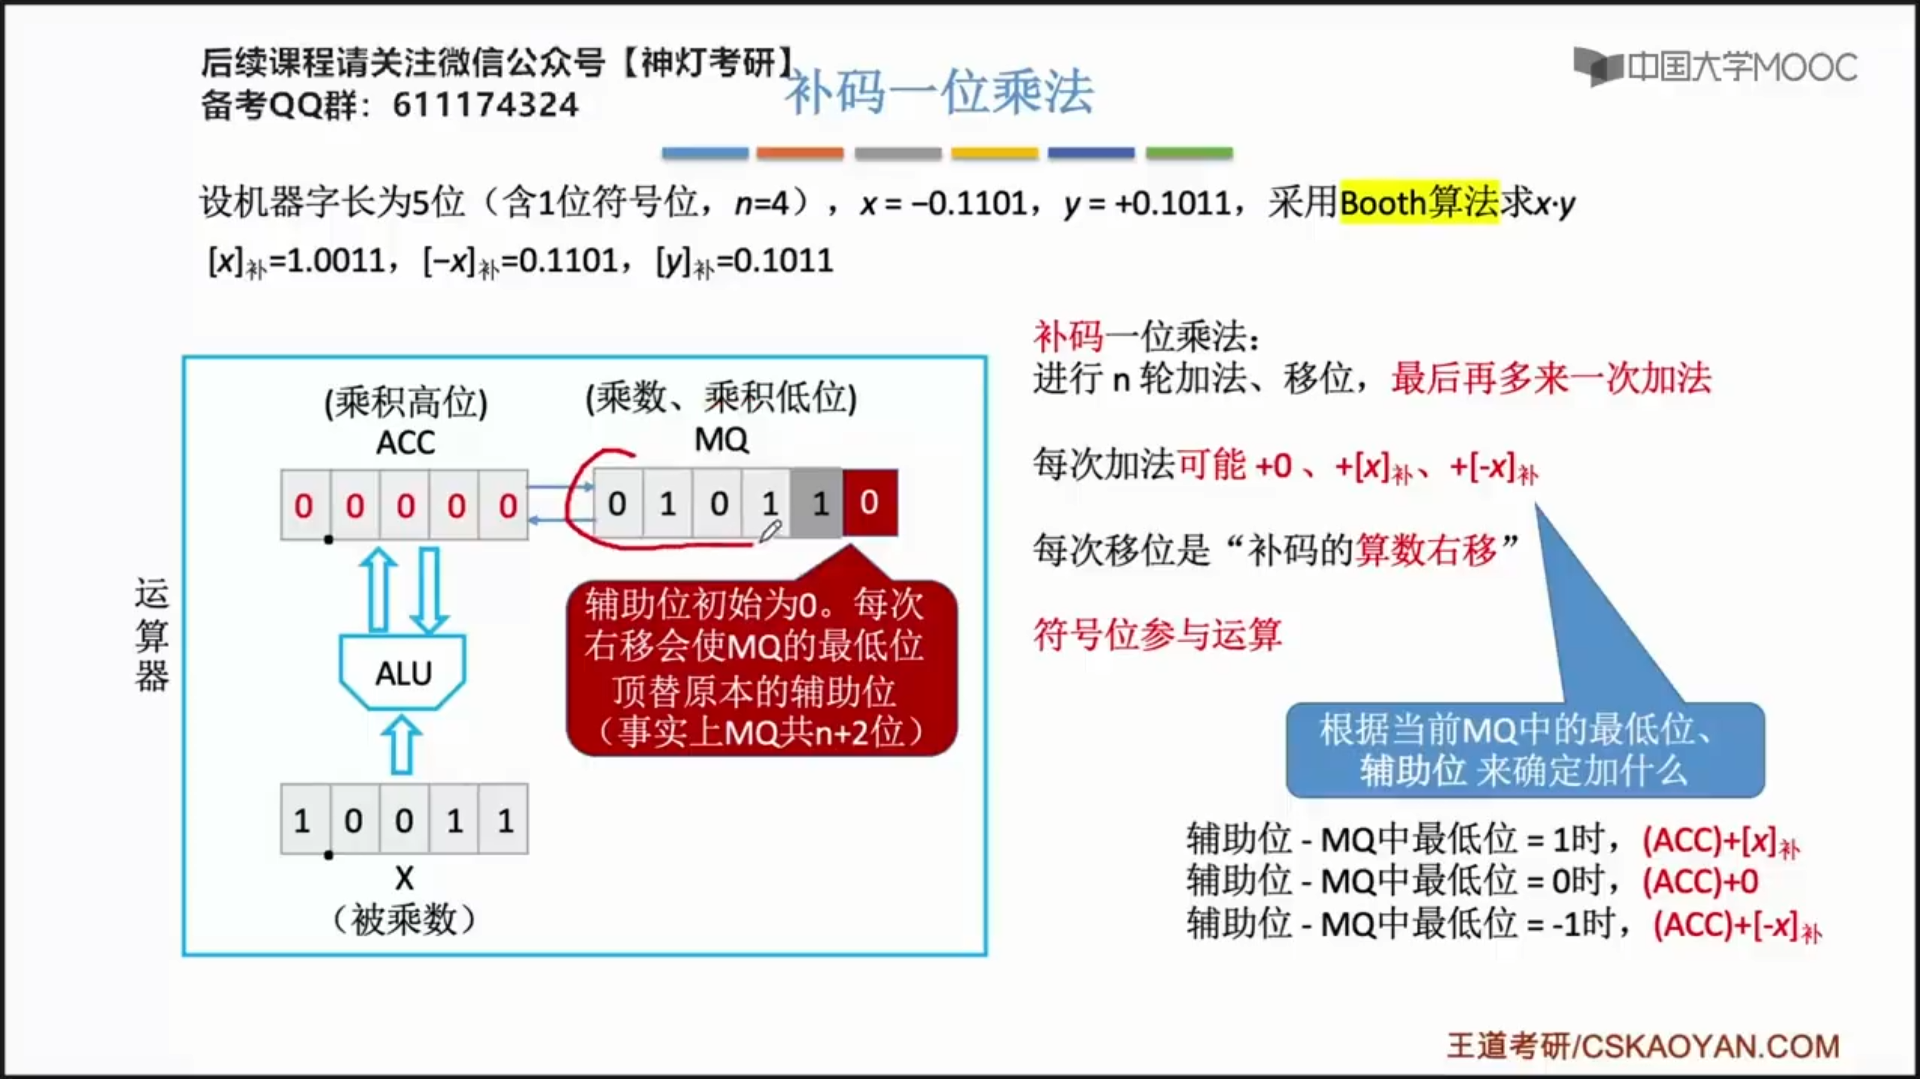 后续课程请关注微信公众号【神灯考研】
备考QQ群：611174324
补码一位乘法
中国大学MOOC
设机器字长为5位（含1位符号位，n=4），x = −0.1101，y = +0.1011，采用Booth算法求x·y
[x]补=1.0011，[−x]补=0.1101，[y]补=0.1011
(乘积高位)
ACC
(乘数、乘积低位)
MQ
0 0 0 0 0
0 1 0 1 1 0
运算器
ALU
辅助位初始为0。每次
右移会使MQ的最低位
顶替原本的辅助位
（事实上MQ共n+2位）
1 0 0 1 1
X
（被乘数）
补码一位乘法：
进行 n 轮加法、移位，最后再多来一次加法
每次加法可能 +0 、+[x]补、+[-x]补
每次移位是“补码的算数右移”
符号位参与运算
根据当前MQ中的最低位、
辅助位 来确定加什么
辅助位 - MQ中最低位 = 1时，(ACC)+[x]补
辅助位 - MQ中最低位 = 0时，(ACC)+0
辅助位 - MQ中最低位 = -1时，(ACC)+[-x]补
王道考研/CSKAOYAN.COM